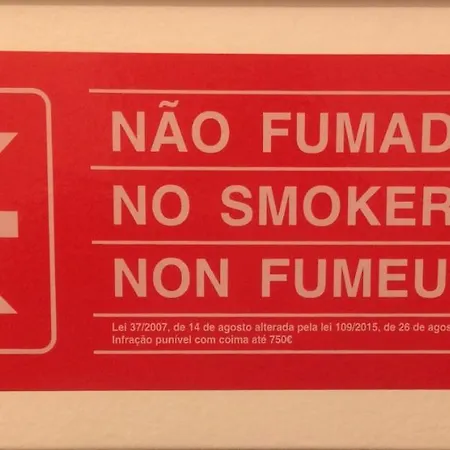 NÃO FUMAD
NO SMOKER
NON FUMEU
Lei 37/2007, de 14 de agosto alterada pela lei 109/2015, de 26 de agos
Infração punível com coima até 750€